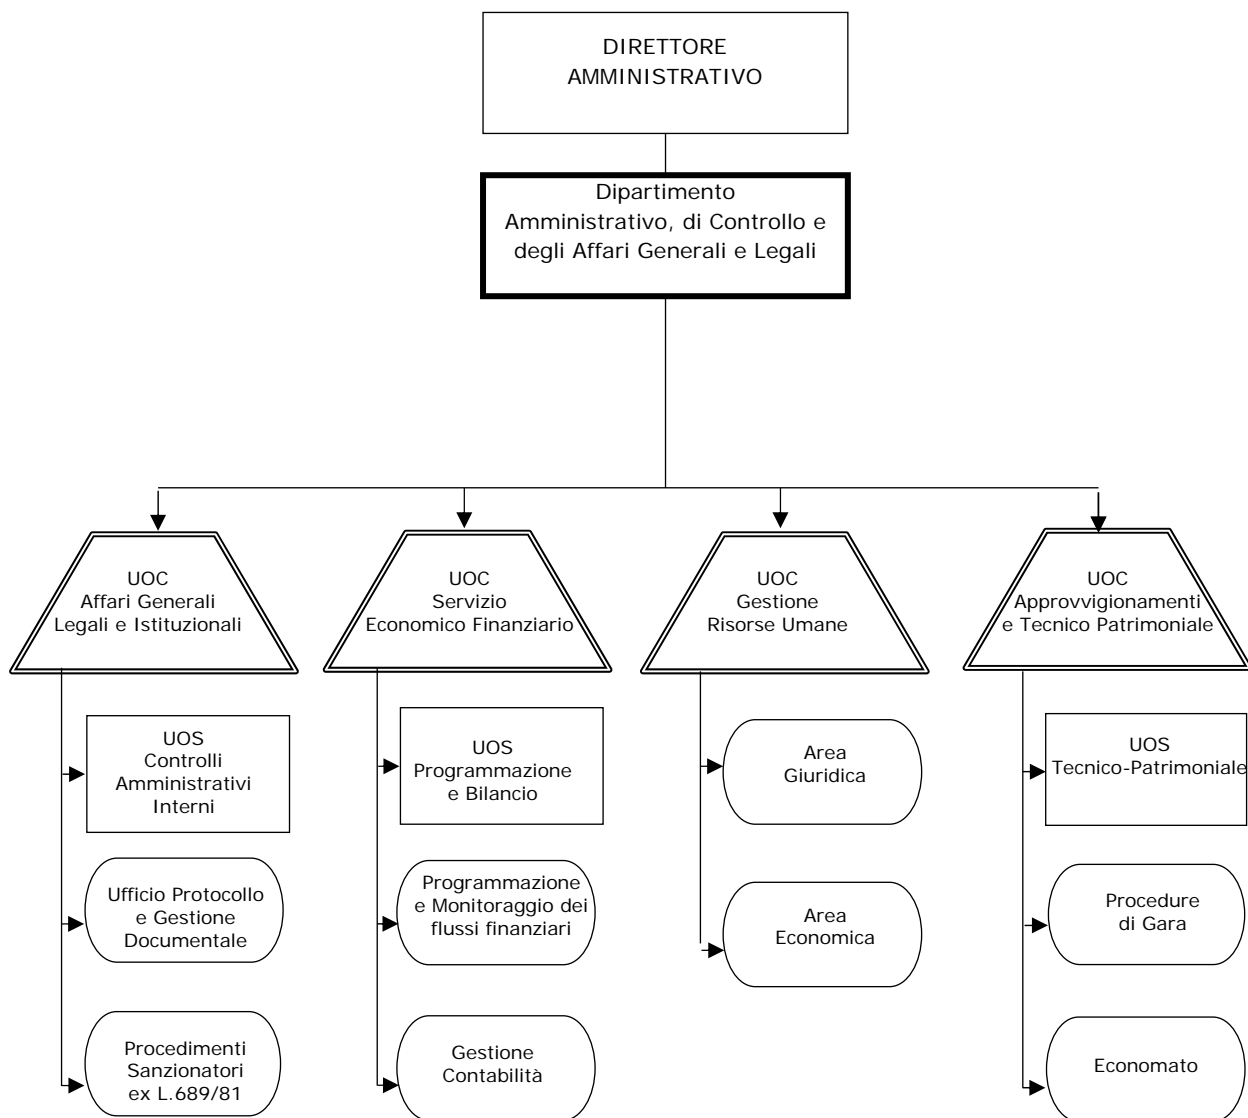 DIRETTORE
AMMINISTRATIVO
Dipartimento
Amministrativo, di Controllo e
degli Affari Generali e Legali
UOC
Affari Generali
Legali e Istituzionali
UOC
Servizio
Economico Finanziario
UOC
Gestione
Risorse Umane
UOC
Approvvigionamenti
e Tecnico Patrimoniale
UOS
Controlli
Amministrativi
Interni
UOS
Programmazione
e Bilancio
Area
Giuridica
UOS
Tecnico-Patrimoniale
Ufficio Protocollo
e Gestione
Documentale
Programmazione
e Monitoraggio dei
flussi finanziari
Area
Economica
Procedure
di Gara
Procedimenti
Sanzionatori
ex L.689/81
Gestione
Contabilità
Economato